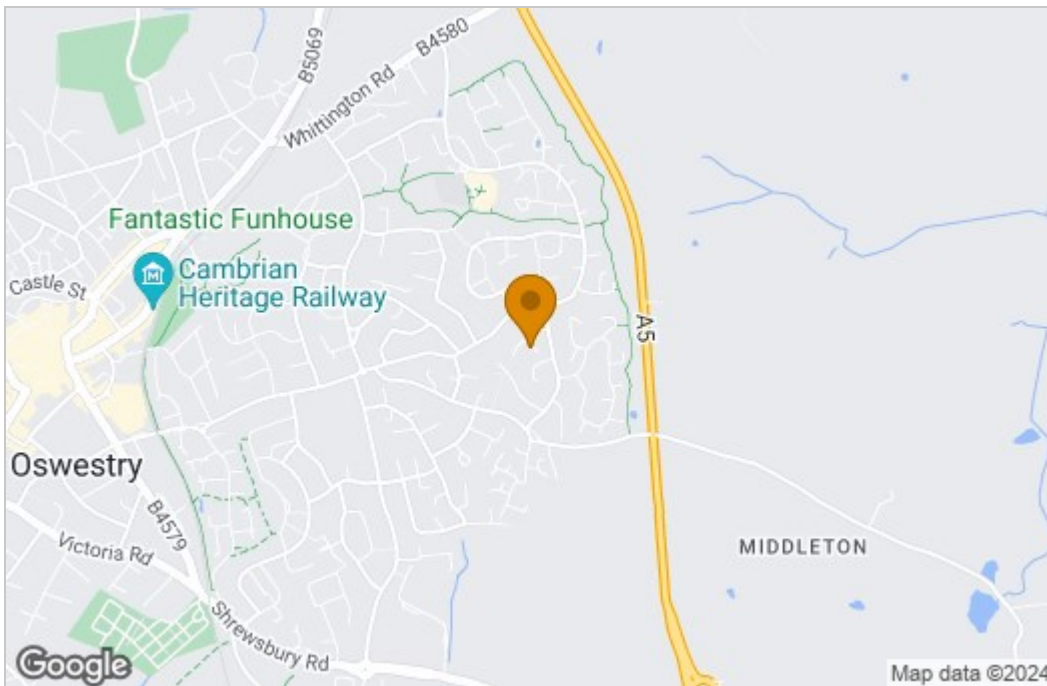 B4580
B5069
Whittington Rd
Fantastic Funhouse
Cambrian
Heritage Railway
Castle St
A5
Oswestry
B4579
Victoria Rd
MIDDLETON
Shrewsbury Rd
Google
Map data ©2024